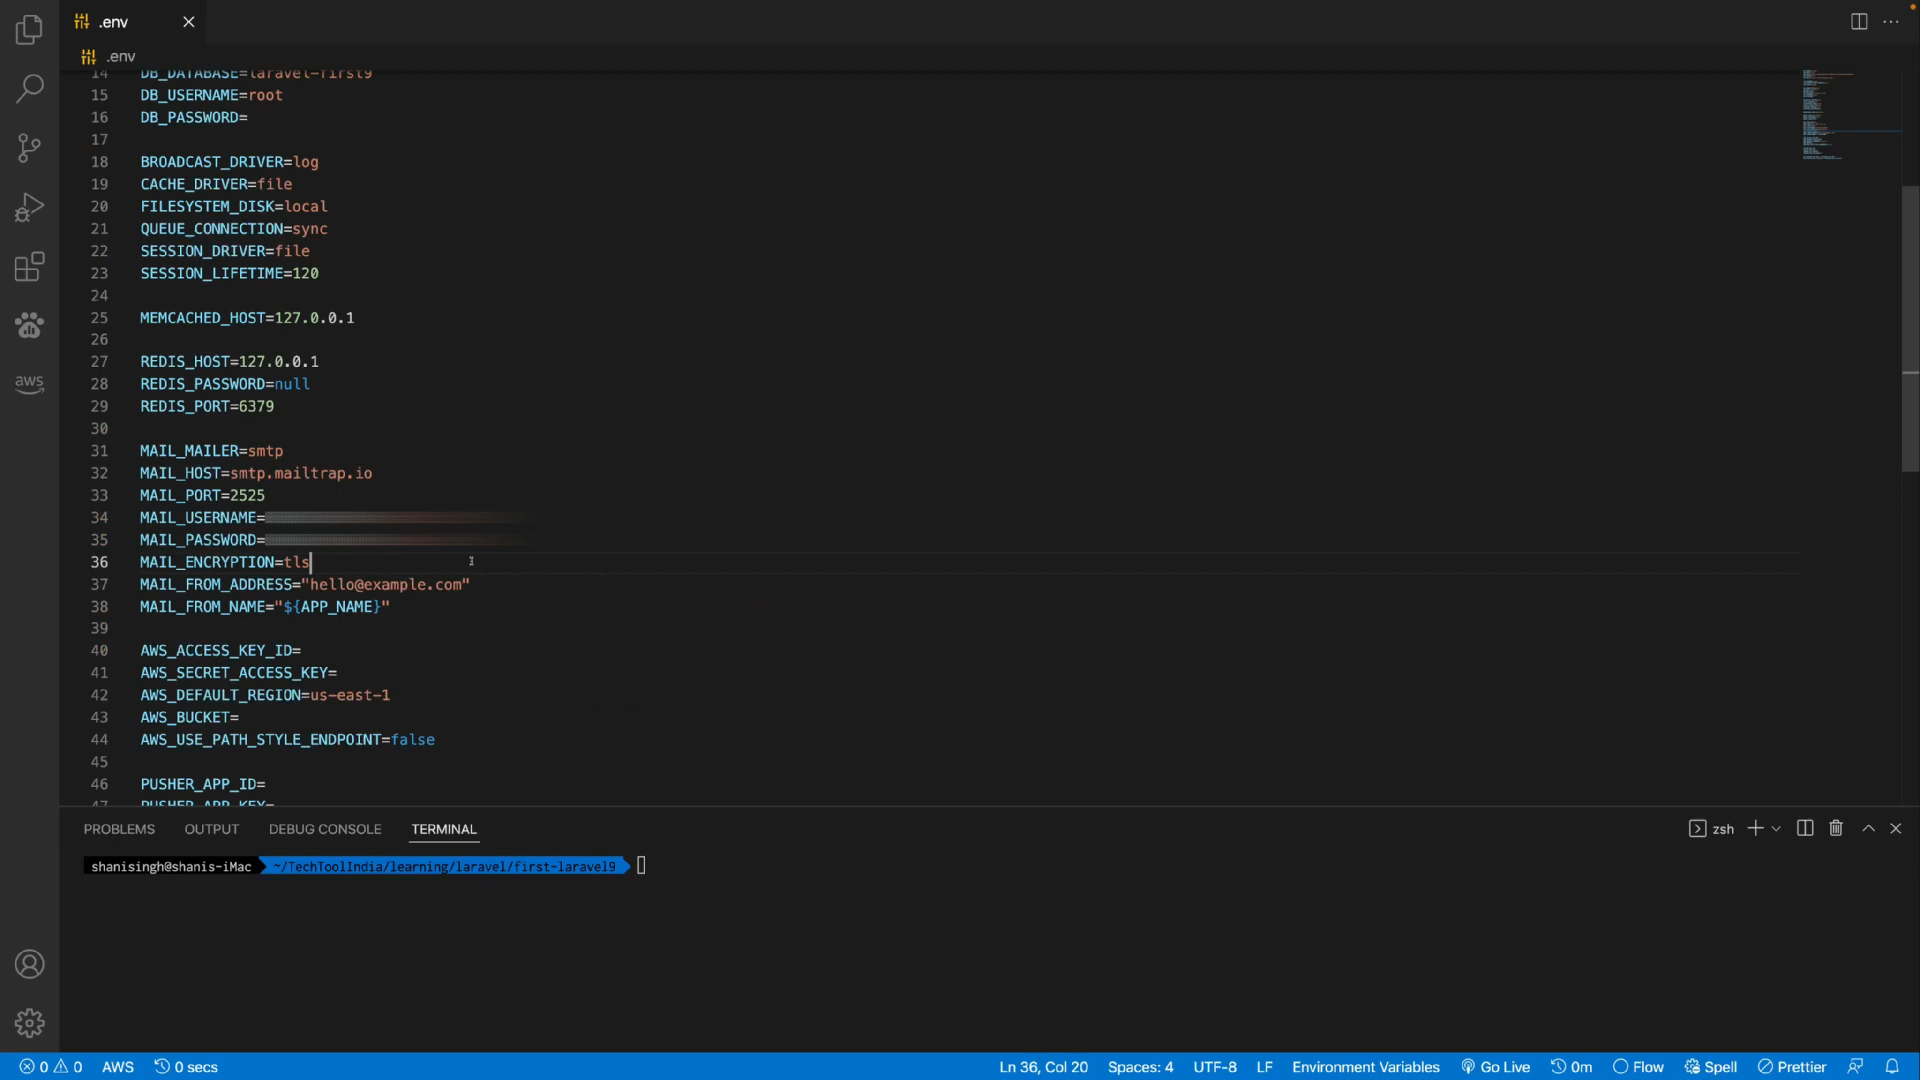 .env
.env
14 DB_DATABASE=laravel-first9
15 DB_USERNAME=root
16 DB_PASSWORD=
17
18 BROADCAST_DRIVER=log
19 CACHE_DRIVER=file
20 FILESYSTEM_DISK=local
21 QUEUE_CONNECTION=sync
22 SESSION_DRIVER=file
23 SESSION_LIFETIME=120
24
25 MEMCACHED_HOST=127.0.0.1
26
27 REDIS_HOST=127.0.0.1
28 REDIS_PASSWORD=null
29 REDIS_PORT=6379
30
31 MAIL_MAILER=smtp
32 MAIL_HOST=smtp.mailtrap.io
33 MAIL_PORT=2525
34 MAIL_USERNAME=
35 MAIL_PASSWORD=
36 MAIL_ENCRYPTION=tls
37 MAIL_FROM_ADDRESS="hello@example.com"
38 MAIL_FROM_NAME="${APP_NAME}"
39
40 AWS_ACCESS_KEY_ID=
41 AWS_SECRET_ACCESS_KEY=
42 AWS_DEFAULT_REGION=us-east-1
43 AWS_BUCKET=
44 AWS_USE_PATH_STYLE_ENDPOINT=false
45
46 PUSHER_APP_ID=
47 PUSHER_APP_KEY=
aws
PROBLEMS OUTPUT DEBUG CONSOLE TERMINAL zsh
shanisingh@shanis-iMac ~/TechToolIndia/learning/laravel/first-laravel9
0 0 AWS 0 secs Ln 36, Col 20 Spaces: 4 UTF-8 LF Environment Variables Go Live 0m Flow Spell Prettier